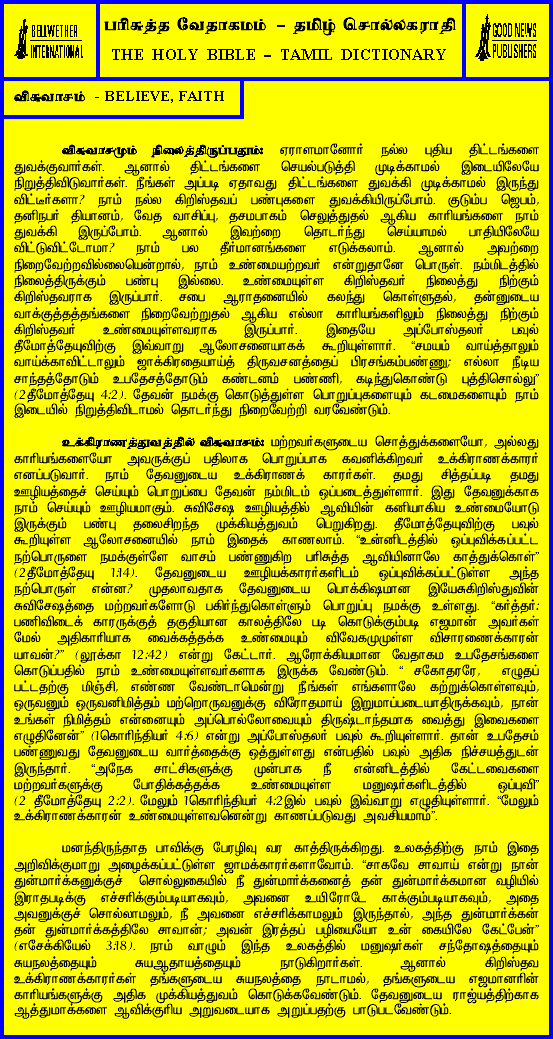 BELLWETHER
INTERNATIONAL
பரிசுத்த வேதாகமம் – தமிழ் சொல்லகராதி
THE HOLY BIBLE – TAMIL DICTIONARY
GOOD NEWS
PUBLISHERS
விசுவாசம் - BELIEVE, FAITH
விசுவாசமும் நிலைத்திருப்பதும்: ஏராளமானோர் நல்ல புதிய திட்டங்களை
துவக்குவார்கள். ஆனால் திட்டங்களை செயல்படுத்தி முடிக்காமல் இடையிலேயே
நிறுத்திவிடுவார்கள். நீங்கள் அப்படி ஏதாவது திட்டங்களை துவக்கி முடிக்காமல் இருந்து
விட்டீர்களா? நாம் நல்ல கிறிஸ்தவப் பண்புகளை துவக்கியிருப்போம். குடும்ப ஜெபம்,
தனிநபர் தியானம், வேத வாசிப்பு, தசமபாகம் செலுத்துதல் ஆகிய காரியங்களை நாம்
துவக்கி இருப்போம். ஆனால் இவற்றை தொடர்ந்து செய்யாமல் பாதியிலேயே
விட்டுவிட்டோமா? நாம் பல தீர்மானங்களை எடுக்கலாம். ஆனால் அவற்றை
நிறைவேற்றவில்லையென்றால், நாம் உண்மையற்றவர் என்றுதானே பொருள். நம்மிடத்தில்
நிலைத்திருக்கும் பண்பு இல்லை. உண்மையுள்ள கிறிஸ்தவர் நிலைத்து நிற்கும்
கிறிஸ்தவராக இருப்பார். சபை ஆராதனையில் கலந்து கொள்ளுதல், தன்னுடைய
வாக்குத்தத்தங்களை நிறைவேற்றுதல் ஆகிய எல்லா காரியங்களிலும் நிலைத்து நிற்கும்
கிறிஸ்தவர் உண்மையுள்ளவராக இருப்பார். இதையே அப்போஸ்தலர் பவுல்
தீமோத்தேயுவிற்கு இவ்வாறு ஆலோசனையாகக் கூறியுள்ளார். “சமயம் வாய்த்தாலும்
வாய்க்காவிட்டாலும் ஜாக்கிரதையாய்த் திருவசனத்தைப் பிரசங்கம்பண்ணு; எல்லா நீடிய
சாந்தத்தோடும் உபதேசத்தோடும் கண்டனம் பண்ணி, கடிந்துகொண்டு புத்திசொல்லு”
(2தீமோத்தேயு 4:2). தேவன் நமக்கு கொடுத்துள்ள பொறுப்புகளையும் கடமைகளையும் நாம்
இடையில் நிறுத்திவிடாமல் தொடர்ந்து நிறைவேற்றி வரவேண்டும்.
உக்கிராணத்துவத்தில் விசுவாசம்: மற்றவர்களுடைய சொத்துக்களையோ, அல்லது
காரியங்களையோ அவருக்குப் பதிலாக பொறுப்பாக கவனிக்கிறவர் உக்கிராணக்காரர்
எனப்படுவார். நாம் தேவனுடைய உக்கிராணக் காரர்கள். தமது சித்தப்படி தமது
ஊழியத்தைச் செய்யும் பொறுப்பை தேவன் நம்மிடம் ஒப்படைத்துள்ளார். இது தேவனுக்காக
நாம் செய்யும் ஊழியமாகும். சுவிசேஷ ஊழியத்தில் ஆவியின் கனியாகிய உண்மையோடு
இருக்கும் பண்பு தலைசிறந்த முக்கியத்துவம் பெறுகிறது. தீமோத்தேயுவிற்கு பவுல்
கூறியுள்ள ஆலோசனையில் நாம் இதைக் காணலாம். “உன்னிடத்தில் ஒப்புவிக்கப்பட்ட
நற்பொருளை நமக்குள்ளே வாசம் பண்ணுகிற பரிசுத்த ஆவியினாலே காத்துக்கொள்”
(2தீமோத்தேயு 1:14). தேவனுடைய ஊழியக்காரர்களிடம் ஒப்புவிக்கப்பட்டுள்ள அந்த
நற்பொருள் என்ன? முதலாவதாக தேவனுடைய பொக்கிஷமான இயேசுகிறிஸ்துவின்
சுவிசேஷத்தை மற்றவர்களோடு பகிர்ந்துகொள்ளும் பொறுப்பு நமக்கு உள்ளது. “கர்த்தர்:
பணிவிடைக் காரருக்குத் தகுதியான காலத்திலே படி கொடுக்கும்படி எஜமான் அவர்கள்
மேல் அதிகாரியாக வைக்கத்தக்க உண்மையும் விவேகமுமுள்ள விசாரணைக்காரன்
யாவன்?” (லூக்கா 12:42) என்று கேட்டார். ஆரோக்கியமான வேதாகம உபதேசங்களை
கொடுப்பதில் நாம் உண்மையுள்ளவர்களாக இருக்க வேண்டும். “ சகோதரரே, எழுதப்
பட்டதற்கு மிஞ்சி, எண்ண வேண்டாமென்று நீங்கள் எங்களாலே கற்றுக்கொள்ளவும்,
ஒருவனும் ஒருவனிமித்தம் மற்றொருவனுக்கு விரோதமாய் இறுமாப்படையாதிருக்கவும், நான்
உங்கள் நிமித்தம் என்னையும் அப்பொல்லோவையும் திருஷ்டாந்தமாக வைத்து இவைகளை
எழுதினேன்” (1கொரிந்தியர் 4:6) என்று அப்போஸ்தலர் பவுல் கூறியுள்ளார். தான் உபதேசம்
பண்ணுவது தேவனுடைய வார்த்தைக்கு ஒத்துள்ளது என்பதில் பவுல் அதிக நிச்சயத்துடன்
இருந்தார். “அநேக சாட்சிகளுக்கு முன்பாக நீ என்னிடத்தில் கேட்டவைகளை
மற்றவர்களுக்கு போதிக்கத்தக்க உண்மையுள்ள மனுஷர்களிடத்தில் ஒப்புவி”
(2 தீமோத்தேயு 2:2). மேலும் 1கொரிந்தியர் 4:2இல் பவுல் இவ்வாறு எழுதியுள்ளார். “மேலும்
உக்கிராணக்காரன் உண்மையுள்ளவனென்று காணப்படுவது அவசியமாம்”.
மனந்திருந்தாத பாவிக்கு பேரழிவு வர காத்திருக்கிறது. உலகத்திற்கு நாம் இதை
அறிவிக்குமாறு அழைக்கப்பட்டுள்ள ஜாமக்காரர்களாவோம். “சாகவே சாவாய் என்று நான்
துன்மார்க்கனுக்குச் சொல்லுகையில் நீ துன்மார்க்கனைத் தன் துன்மார்க்கமான வழியில்
இராதபடிக்கு எச்சரிக்கும்படியாகவும், அவனை உயிரோடே காக்கும்படியாகவும், அதை
அவனுக்குச் சொல்லாமலும், நீ அவனை எச்சரிக்காமலும் இருந்தால், அந்த துன்மார்க்கன்
தன் துன்மார்க்கத்திலே சாவான்; அவன் இரத்தப் பழியையோ உன் கையிலே கேட்பேன்”
(எசேக்கியேல் 3:18). நாம் வாழும் இந்த உலகத்தில் மனுஷர்கள் சந்தோஷத்தையும்
சுயநலத்தையும் சுயஆதாயத்தையும் நாடுகிறார்கள். ஆனால் கிறிஸ்தவ
உக்கிராணக்காரர்கள் தங்களுடைய சுயநலத்தை நாடாமல், தங்களுடைய எஜமானரின்
காரியங்களுக்கு அதிக முக்கியத்துவம் கொடுக்கவேண்டும். தேவனுடைய ராஜ்யத்திற்காக
ஆத்துமாக்களை ஆவிக்குரிய அறுவடையாக அறுப்பதற்கு பாடுபடவேண்டும்.